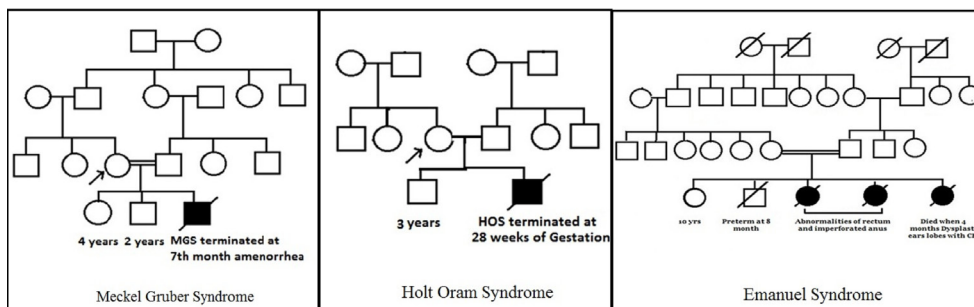 4 years 2 years MGS terminated at
7th month amenorrhea
Meckel Gruber Syndrome
3 years HOS terminated at
28 weeks of Gestation
Holt Oram Syndrome
10 yrs Preterm at 8
month
Abnormalities of rectum
and imperforated anus
Died when 4
months Dysplast
ears lobes with Cl
Emanuel Syndrome